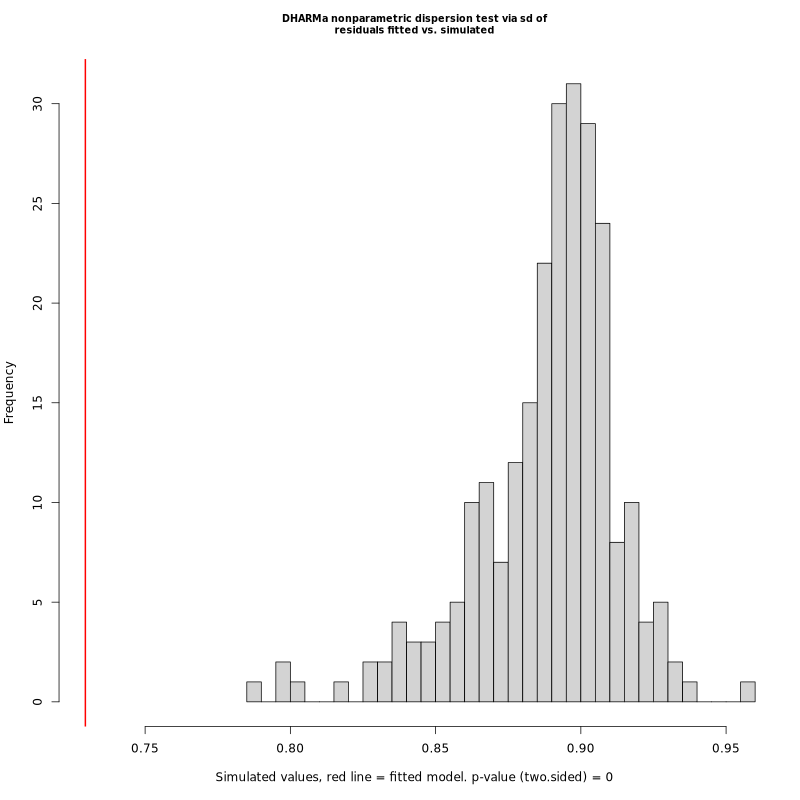 DHARMa nonparametric dispersion test via sd of
residuals fitted vs. simulated
Frequency
30
25
20
15
10
5
0
0.75 0.80 0.85 0.90 0.95
Simulated values, red line = fitted model. p-value (two.sided) = 0